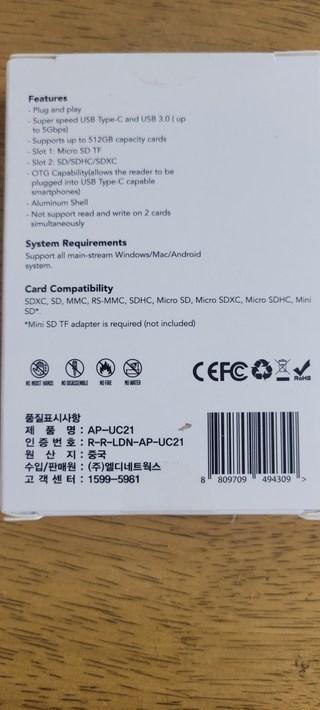 Features
- Plug and play
- Super speed USB Type-C and USB 3.0 ( up
to 5Gbps)
- Supports up to 512GB capacity cards
- Slot 1: Micro SD TF
- Slot 2: SD/SDHC/SDXC
- OTG Capability(allows the reader to be
plugged into USB Type-C capable
smartphones)
- Aluminum Shell
- Not support read and write on 2 cards
simultaneously
System Requirements
Support all main-stream Windows/Mac/Android
system.
Card Compatibility
SDXC, SD, MMC, RS-MMC, SDHC, Micro SD, Micro SDXC, Micro SDHC, Mini
SD*
*Mini SD TF adapter is required (not included)
NO MOIST HANDS NO DISASSEMBLE NO FIRE NO WATER
CE FC RoHS
품질표시사항
제 품 명 : AP-UC21
인 증 번 호 : R-R-LDN-AP-UC21
원 산 지 : 중국
수입/판매원 : (주)엘디네트웍스
고 객 센 터 : 1599-5981
8 809709 494309 >